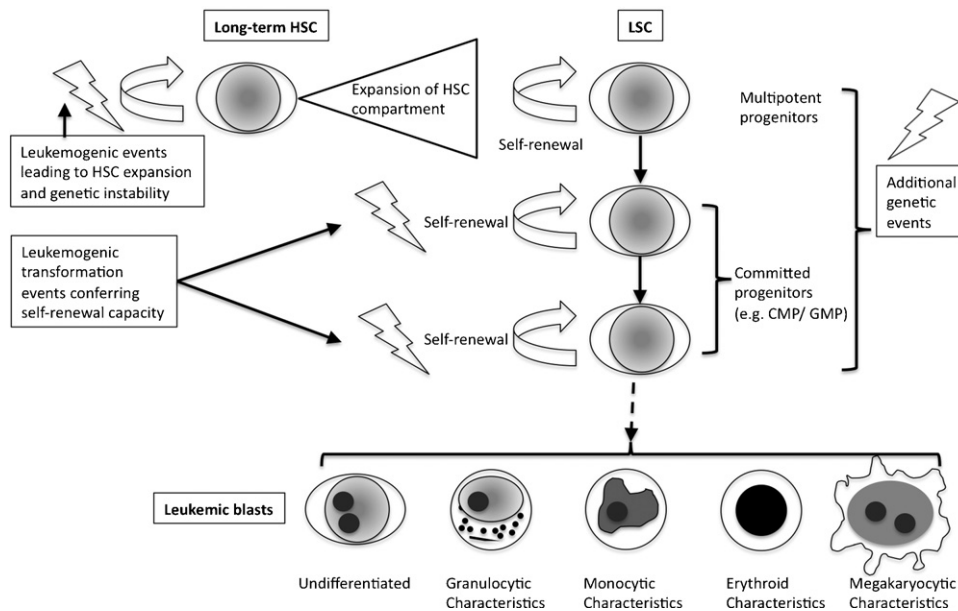 Long-term HSC
LSC
Expansion of HSC
compartment
Self-renewal
Multipotent
progenitors
Leukemogenic events
leading to HSC expansion
and genetic instability
Additional
genetic
events
Self-renewal
Leukemogenic
transformation
events conferring
self-renewal capacity
Committed
progenitors
(e.g. CMP/ GMP)
Self-renewal
Leukemic blasts
Undifferentiated
Granulocytic
Characteristics
Monocytic
Characteristics
Erythroid
Characteristics
Megakaryocytic
Characteristics